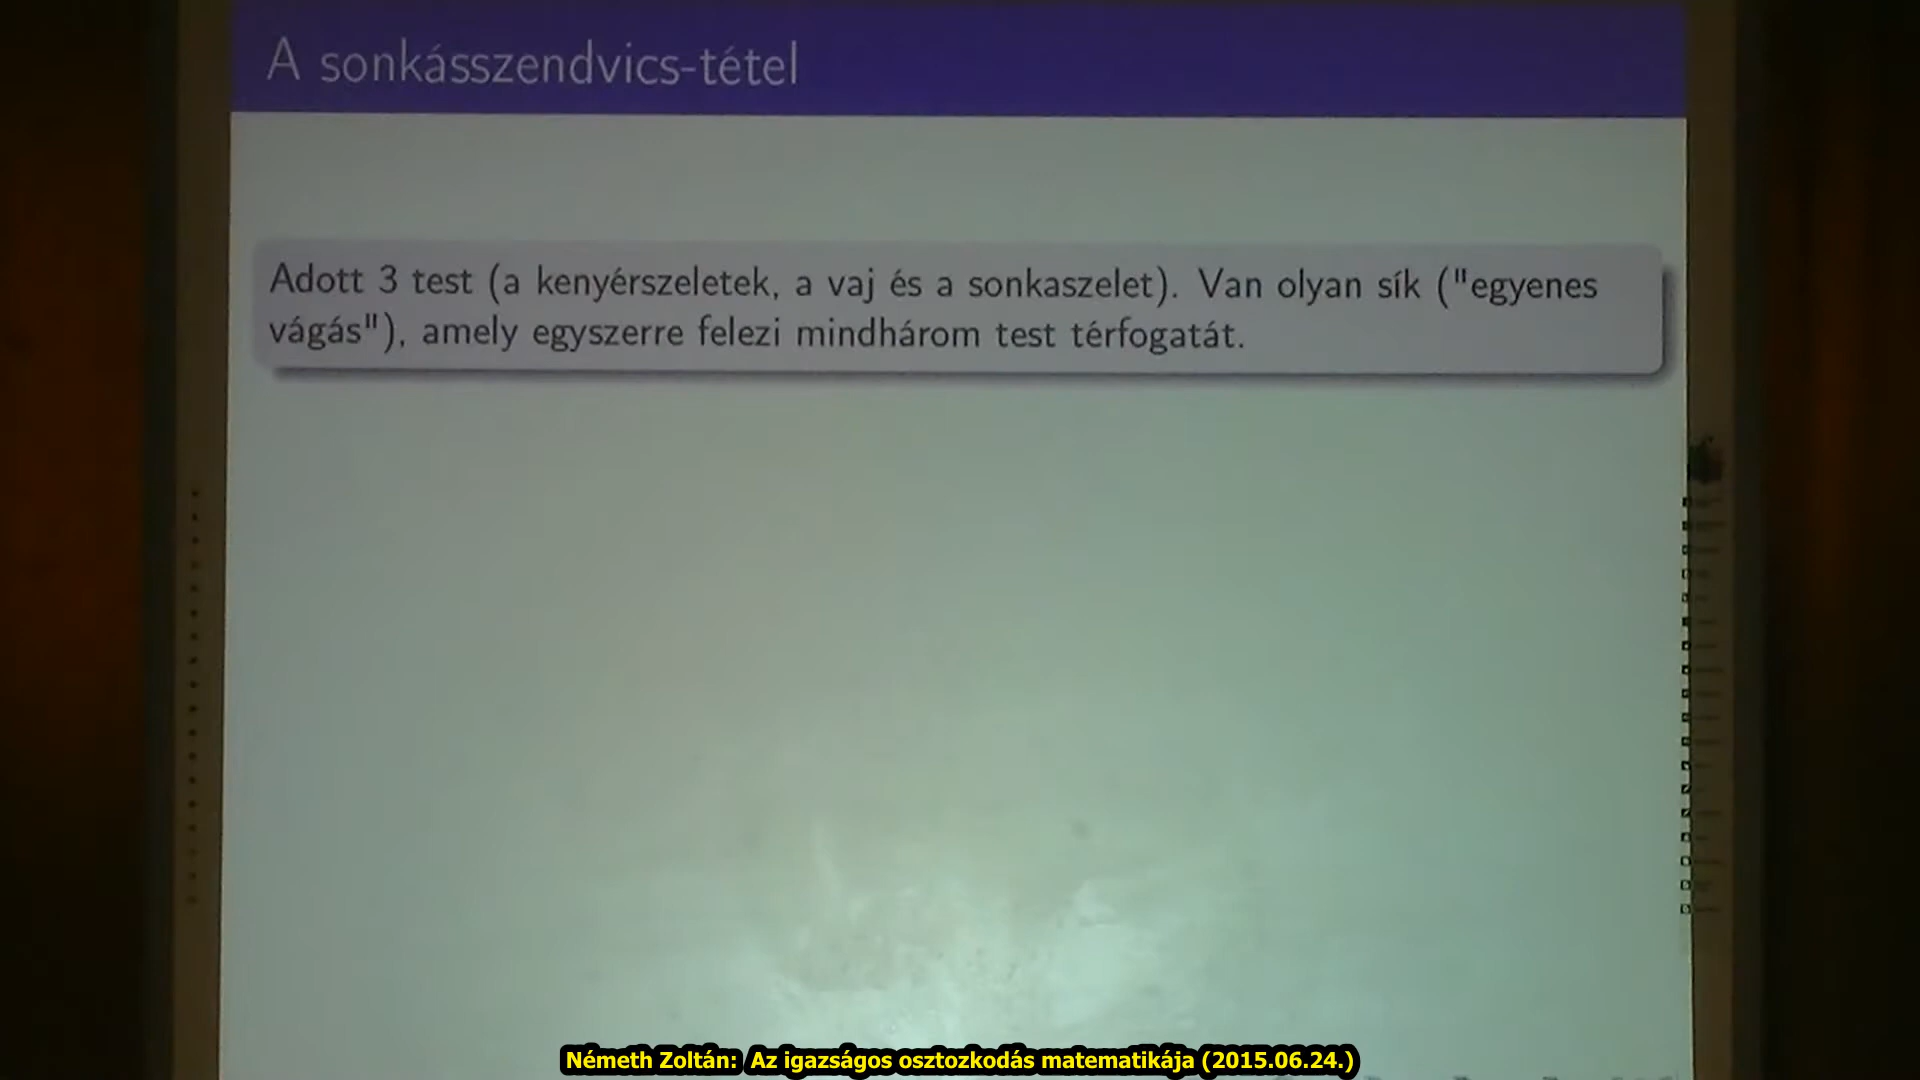 A sonkásszendvics-tétel
Adott 3 test (a kenyérszeletek, a vaj és a sonkaszelet). Van olyan sík ("egyenes
vágás"), amely egyszerre felezi mindhárom test térfogatát.
Németh Zoltán: Az igazságos osztozkodás matematikája (2015.06.24.)